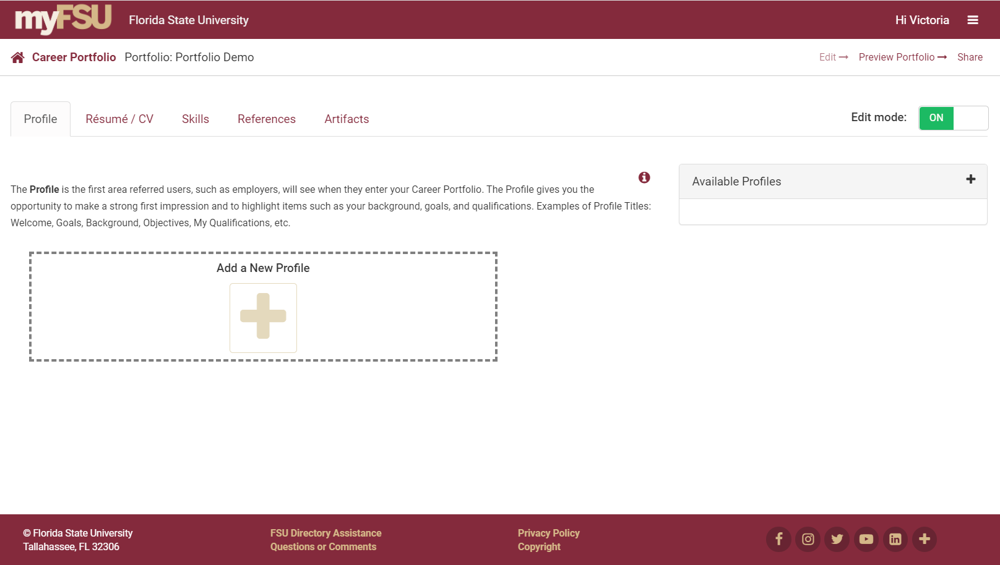 myFSU Florida State University Hi Victoria
Career Portfolio Portfolio: Portfolio Demo Edit Preview Portfolio Share
Profile Résumé / CV Skills References Artifacts Edit mode: ON
The Profile is the first area referred users, such as employers, will see when they enter your Career Portfolio. The Profile gives you the
opportunity to make a strong first impression and to highlight items such as your background, goals, and qualifications. Examples of Profile Titles:
Welcome, Goals, Background, Objectives, My Qualifications, etc.
Available Profiles
Add a New Profile
© Florida State University
Tallahassee, FL 32306
FSU Directory Assistance
Questions or Comments
Privacy Policy
Copyright